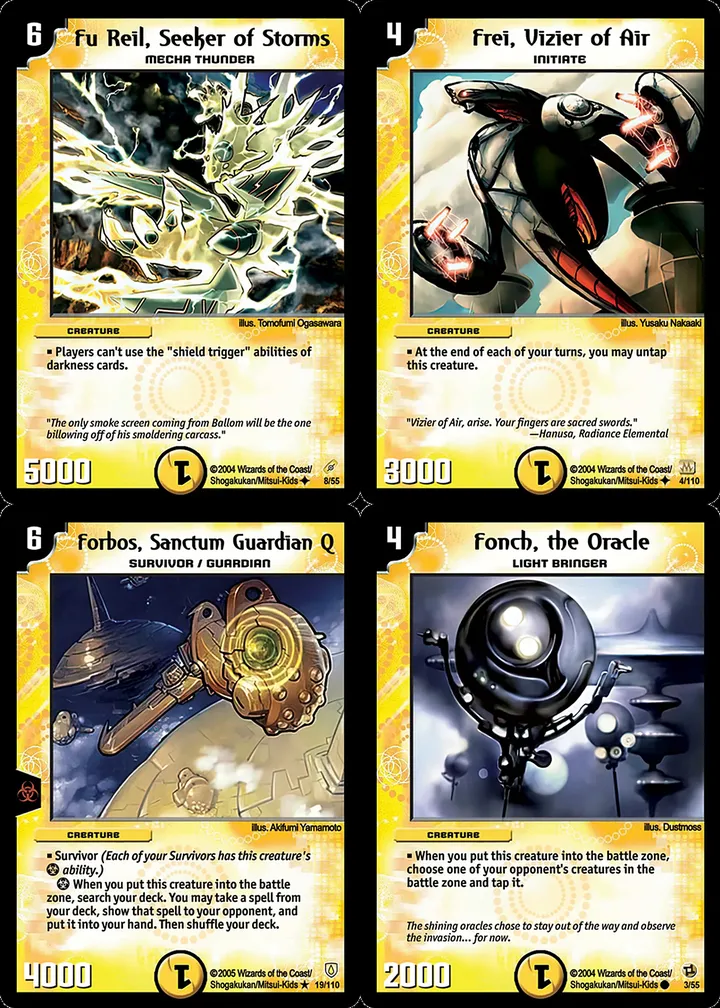 6
Fu Reil, Seeker of Storms
MECHA THUNDER
illus. Tomofumi Ogasawara
CREATURE
■ Players can't use the "shield trigger" abilities of
darkness cards.
"The only smoke screen coming from Ballom will be the one
billowing off of his smoldering carcass."
5000
1
©2004 Wizards of the Coast/
Shogakukan/Mitsui-Kids
8/55
4
Frei, Vizier of Air
INITIATE
illus. Yusaku Nakaaki
CREATURE
■ At the end of each of your turns, you may untap
this creature.
"Vizier of Air, arise. Your fingers are sacred swords."
—Hanusa, Radiance Elemental
3000
1
©2004 Wizards of the Coast/
Shogakukan/Mitsui-Kids
4/110
6
Forbos, Sanctum Guardian Q
SURVIVOR / GUARDIAN
illus. Akifumi Yamamoto
CREATURE
■ Survivor (Each of your Survivors has this creature's
ability.)
When you put this creature into the battle
zone, search your deck. You may take a spell from
your deck, show that spell to your opponent, and
put it into your hand. Then shuffle your deck.
4000
1
©2005 Wizards of the Coast/
Shogakukan/Mitsui-Kids ★ 19/110
4
Fonch, the Oracle
LIGHT BRINGER
illus. Dustmoss
CREATURE
■ When you put this creature into the battle zone,
choose one of your opponent's creatures in the
battle zone and tap it.
The shining oracles chose to stay out of the way and observe
the invasion... for now.
2000
1
©2004 Wizards of the Coast/
Shogakukan/Mitsui-Kids ● 3/55